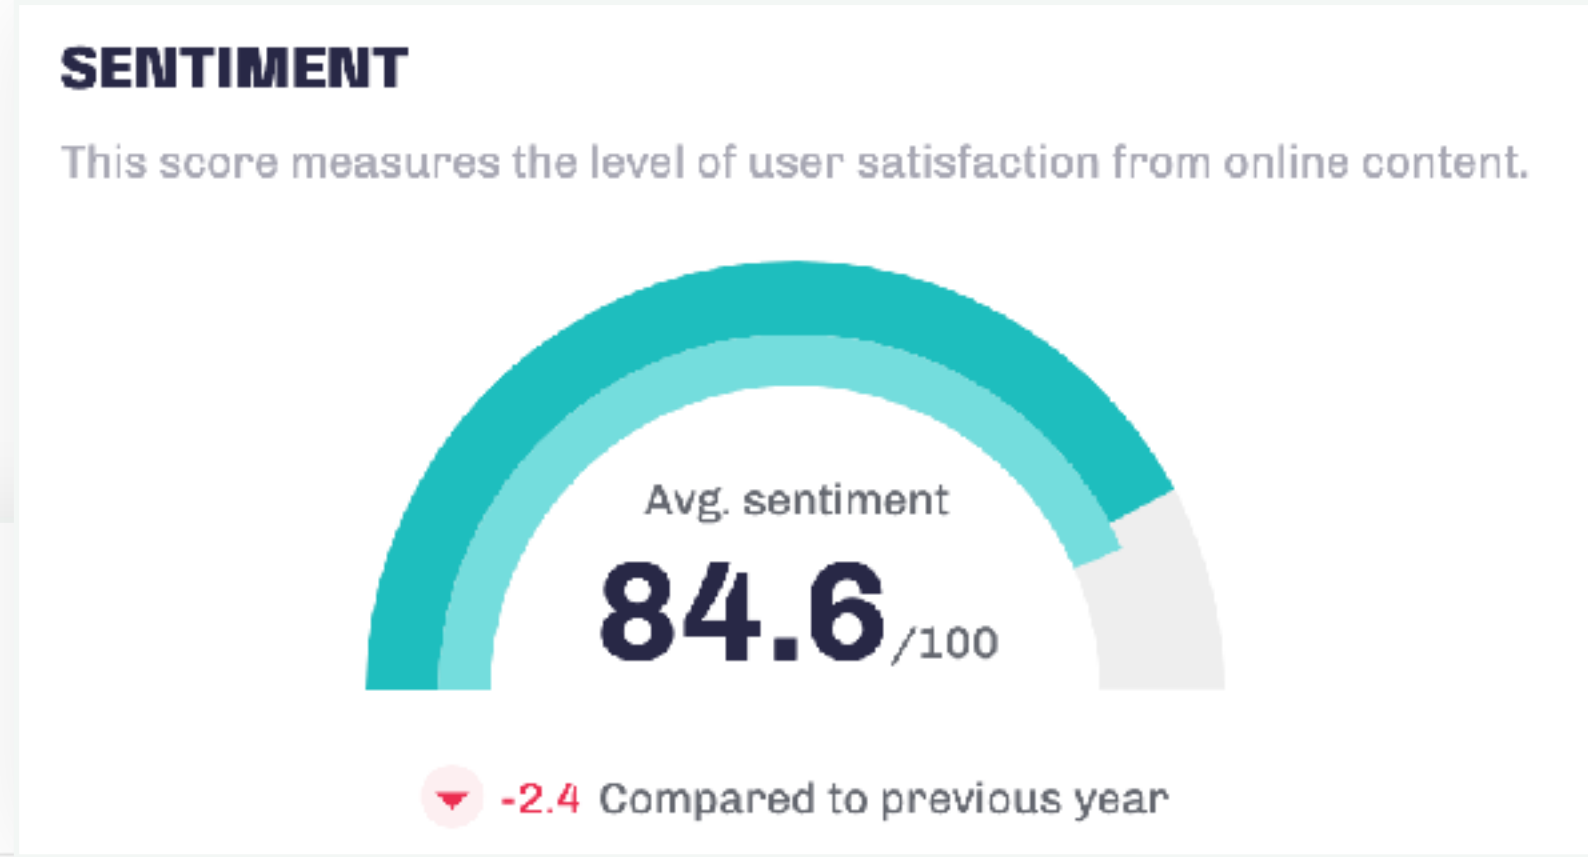 SENTIMENT
This score measures the level of user satisfaction from online content.
Avg. sentiment
84.6/100
-2.4 Compared to previous year